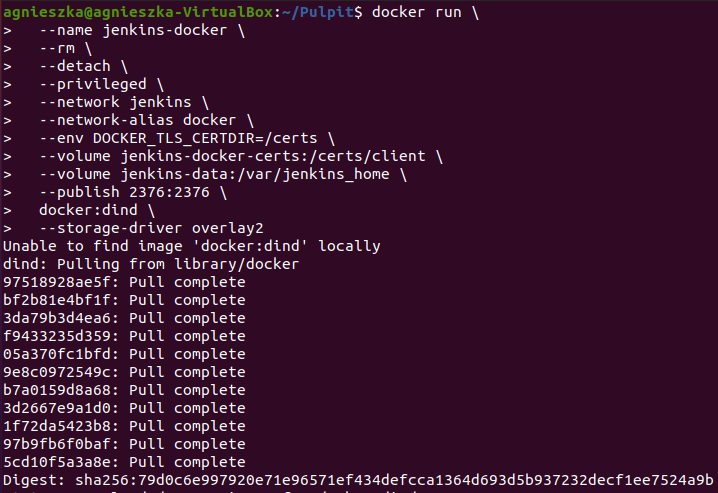 agnieszka@agnieszka-VirtualBox:~/Pulpit$ docker run \
>   --name jenkins-docker \
>   --rm \
>   --detach \
>   --privileged \
>   --network jenkins \
>   --network-alias docker \
>   --env DOCKER_TLS_CERTDIR=/certs \
>   --volume jenkins-docker-certs:/certs/client \
>   --volume jenkins-data:/var/jenkins_home \
>   --publish 2376:2376 \
>   docker:dind \
>   --storage-driver overlay2
Unable to find image 'docker:dind' locally
dind: Pulling from library/docker
97518928ae5f: Pull complete
bf2b81e4bf1f: Pull complete
3da79b3d4ea6: Pull complete
f9433235d359: Pull complete
05a370fc1bfd: Pull complete
9e8c0972549c: Pull complete
b7a0159d8a68: Pull complete
3d2667e9a1d0: Pull complete
1f72da5423b8: Pull complete
97b9fb6f0baf: Pull complete
5cd10f5a3a8e: Pull complete
Digest: sha256:79d0c6e997920e71e96571ef434defcca1364d693d5b937232decf1ee7524a9b